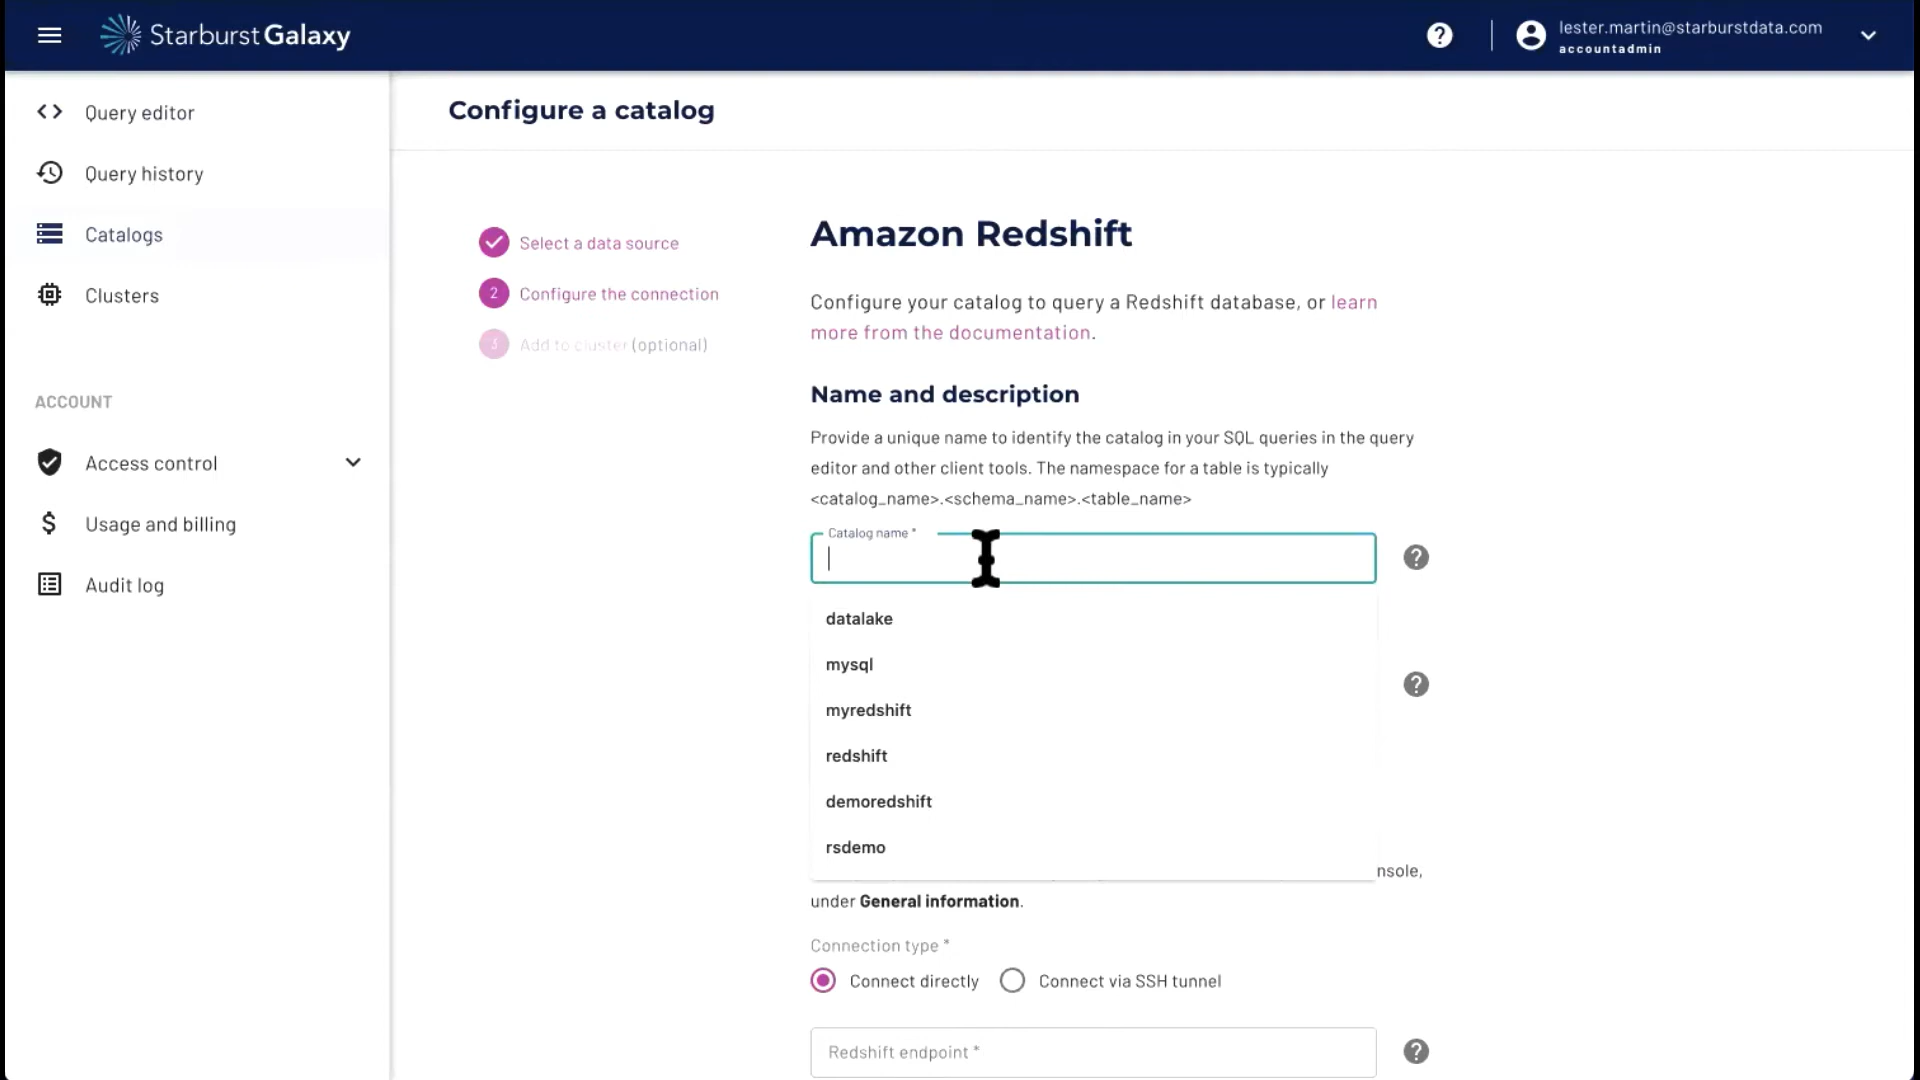 Starburst Galaxy
lester.martin@starburstdata.com
accountadmin
Query editor
Query history
Catalogs
Clusters
ACCOUNT
Access control
Usage and billing
Audit log
Configure a catalog
Select a data source
2 Configure the connection
3 Add to cluster (optional)
Amazon Redshift
Configure your catalog to query a Redshift database, or learn
more from the documentation.
Name and description
Provide a unique name to identify the catalog in your SQL queries in the query
editor and other client tools. The namespace for a table is typically
<catalog_name>.<schema_name>.<table_name>
Catalog name *
datalake
mysql
myredshift
redshift
demoredshift
rsdemo
nsole,
under General information.
Connection type *
Connect directly
Connect via SSH tunnel
Redshift endpoint *